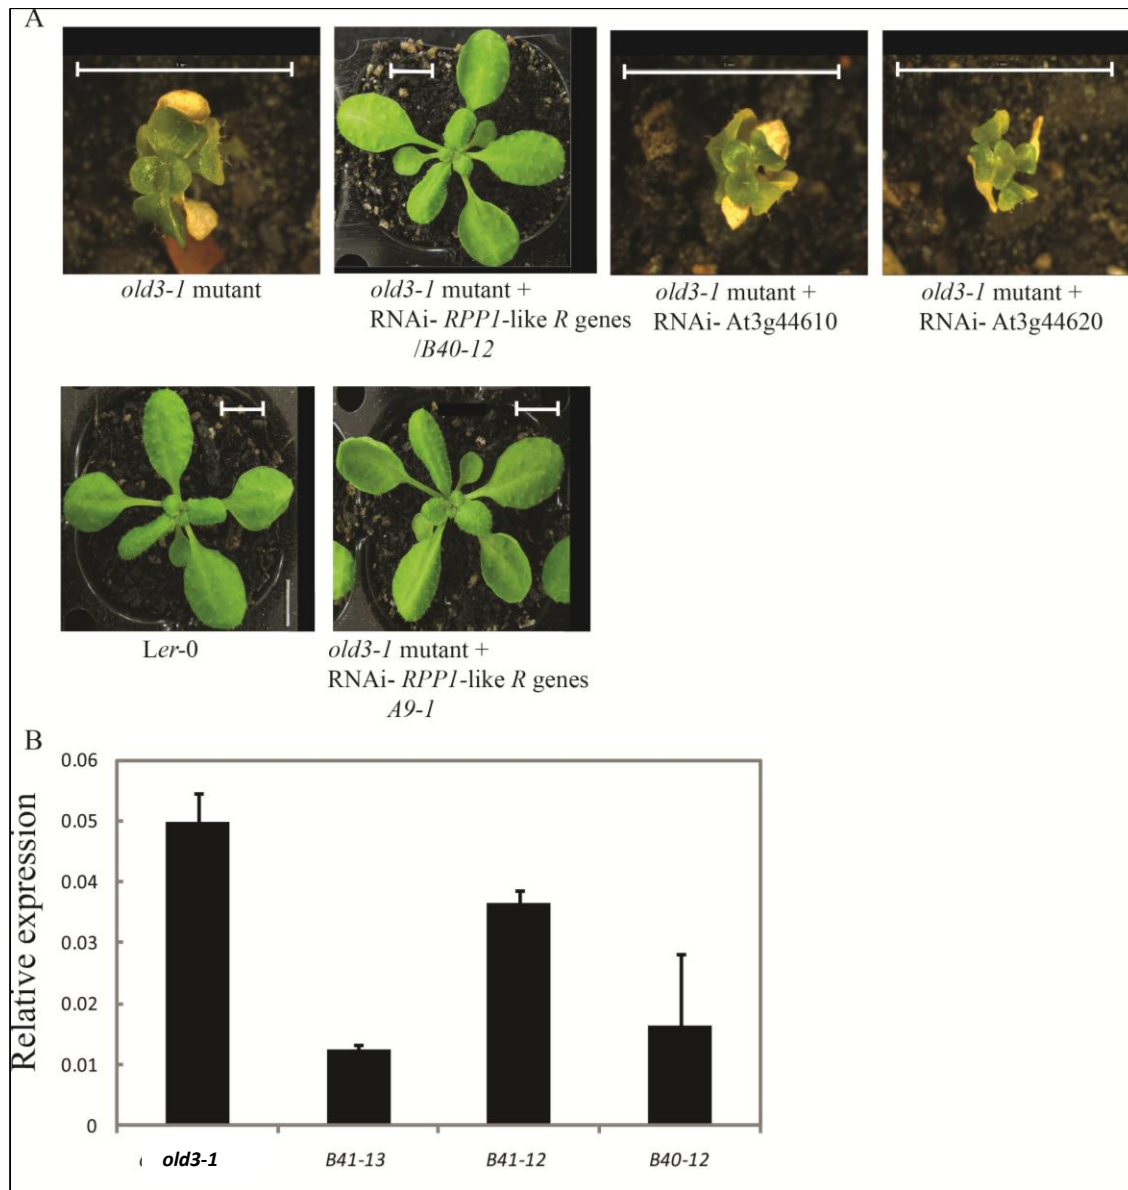 A
old3-1 mutant
old3-1 mutant +
RNAi- RPP1-like R genes
/B40-12
old3-1 mutant +
RNAi- At3g44610
old3-1 mutant +
RNAi- At3g44620
Ler-0
old3-1 mutant +
RNAi- RPP1-like R genes
A9-1
B
Relative expression
0.06
0.05
0.04
0.03
0.02
0.01
0
old3-1
B41-13
B41-12
B40-12